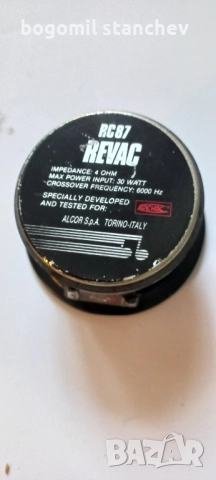 bogomil stanchev
RC87
REVAC
IMPEDANCE: 4 OHM
MAX POWER INPUT: 30 WATT
CROSSOVER FREQUENCY: 6000 Hz
SPECIALLY DEVELOPED
AND TESTED FOR:
ALCOR S.p.A. TORINO-ITALY
BAZAR
bg